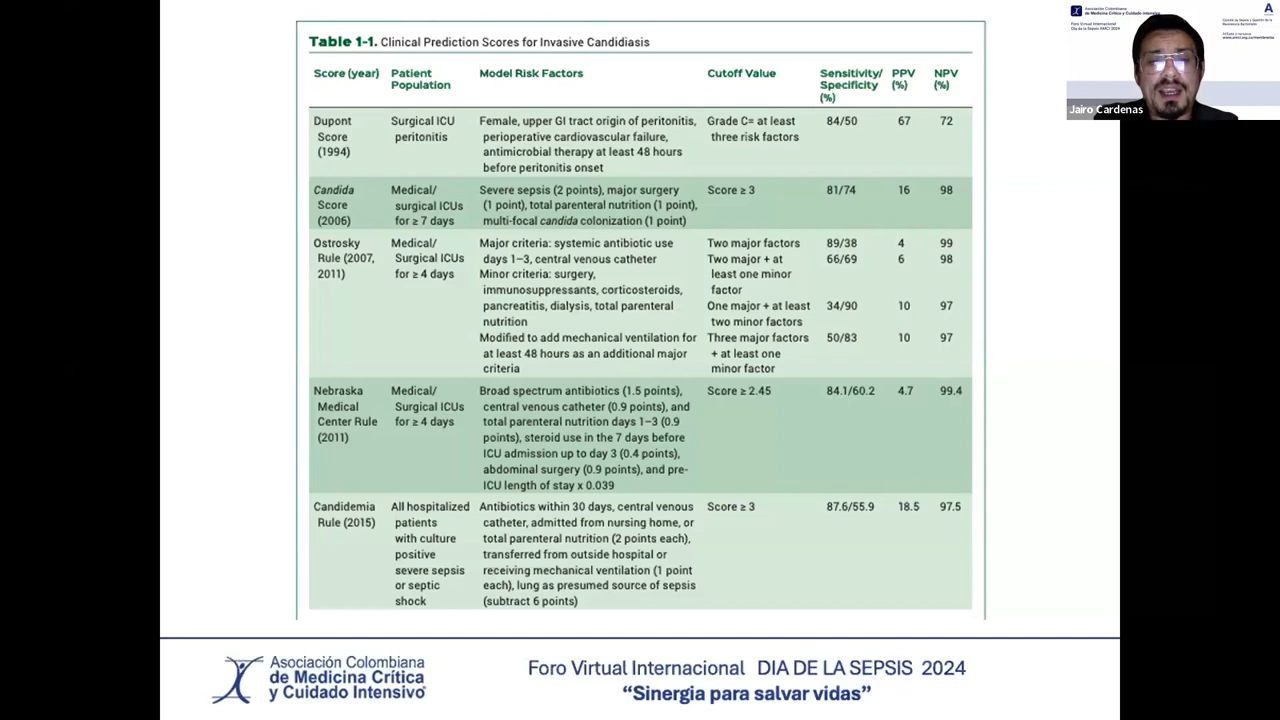 Table 1-1. Clinical Prediction Scores for Invasive Candidiasis
Score (year)
Patient
Population
Model Risk Factors
Cutoff Value
Sensitivity/
Specificity
(%)
PPV
(%)
NPV
(%)
Dupont
Score
(1994)
Surgical ICU
peritonitis
Female, upper GI tract origin of peritonitis,
perioperative cardiovascular failure,
antimicrobial therapy at least 48 hours
before peritonitis onset
Grade C= at least
three risk factors
84/50
67
72
Candida
Score
(2006)
Medical/
surgical ICUs
for ≥ 7 days
Severe sepsis (2 points), major surgery
(1 point), total parenteral nutrition (1 point),
multi-focal candida colonization (1 point)
Score ≥ 3
81/74
16
98
Ostrosky
Rule (2007,
2011)
Medical/
Surgical ICUs
for ≥ 4 days
Major criteria: systemic antibiotic use
days 1–3, central venous catheter
Minor criteria: surgery,
immunosuppressants, corticosteroids,
pancreatitis, dialysis, total parenteral
nutrition
Modified to add mechanical ventilation for
at least 48 hours as an additional major
criteria
Two major factors
89/38
4
99
Two major + at
least one minor
factor
66/69
6
98
One major + at least
two minor factors
34/90
10
97
Three major factors
+ at least one
minor factor
50/83
10
97
Nebraska
Medical
Center Rule
(2011)
Medical/
Surgical ICUs
for ≥ 4 days
Broad spectrum antibiotics (1.5 points),
central venous catheter (0.9 points), and
total parenteral nutrition days 1–3 (0.9
points), steroid use in the 7 days before
ICU admission up to day 3 (0.4 points),
abdominal surgery (0.9 points), and pre-
ICU length of stay x 0.039
Score ≥ 2.45
84.1/60.2
4.7
99.4
Candidemia
Rule (2015)
All hospitalized
patients
with culture
positive
severe sepsis
or septic
shock
Antibiotics within 30 days, central venous
catheter, admitted from nursing home, or
total parenteral nutrition (2 points each),
transferred from outside hospital or
receiving mechanical ventilation (1 point
each), lung as presumed source of sepsis
(subtract 6 points)
Score ≥ 3
87.6/55.9
18.5
97.5
Asociación Colombiana
de Medicina Crítica
y Cuidado Intensivo
Foro Virtual Internacional DIA DE LA SEPSIS 2024
“Sinergia para salvar vidas”
Asociación Colombiana
de Medicina Crítica y Cuidado Intensivo
Foro Virtual Internacional
Jairo Cardenas